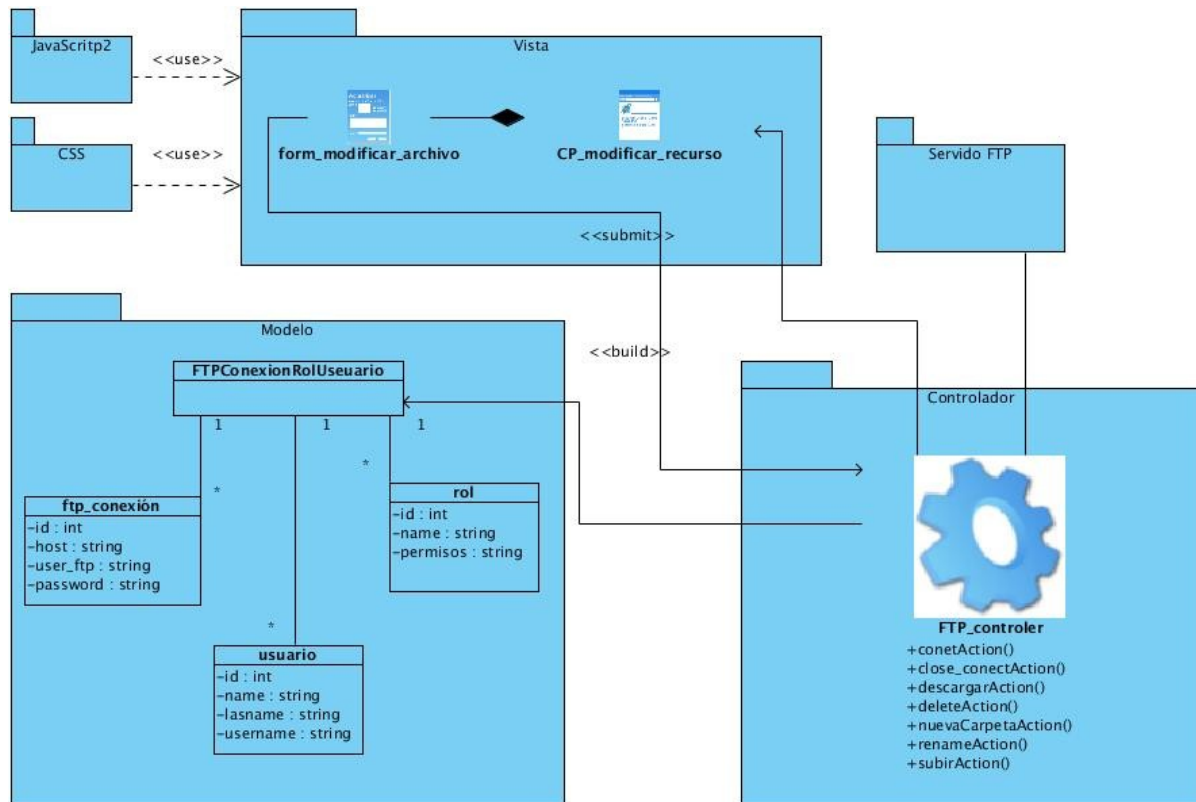 JavaScritp2
<<use>>
Vista
form_modificar_archivo
CP_modificar_recurso
CSS
<<use>>
Servido FTP
<<submit>>
<<build>>
Modelo
FTPConexionRolUseuario
1
1
1
*
*
*
ftp_conexión
-id : int
-host : string
-user_ftp : string
-password : string
rol
-id : int
-name : string
-permisos : string
usuario
-id : int
-name : string
-lasname : string
-username : string
Controlador
FTP_controler
+conetAction()
+close_conectAction()
+descargarAction()
+deleteAction()
+nuevaCarpetaAction()
+renameAction()
+subirAction()